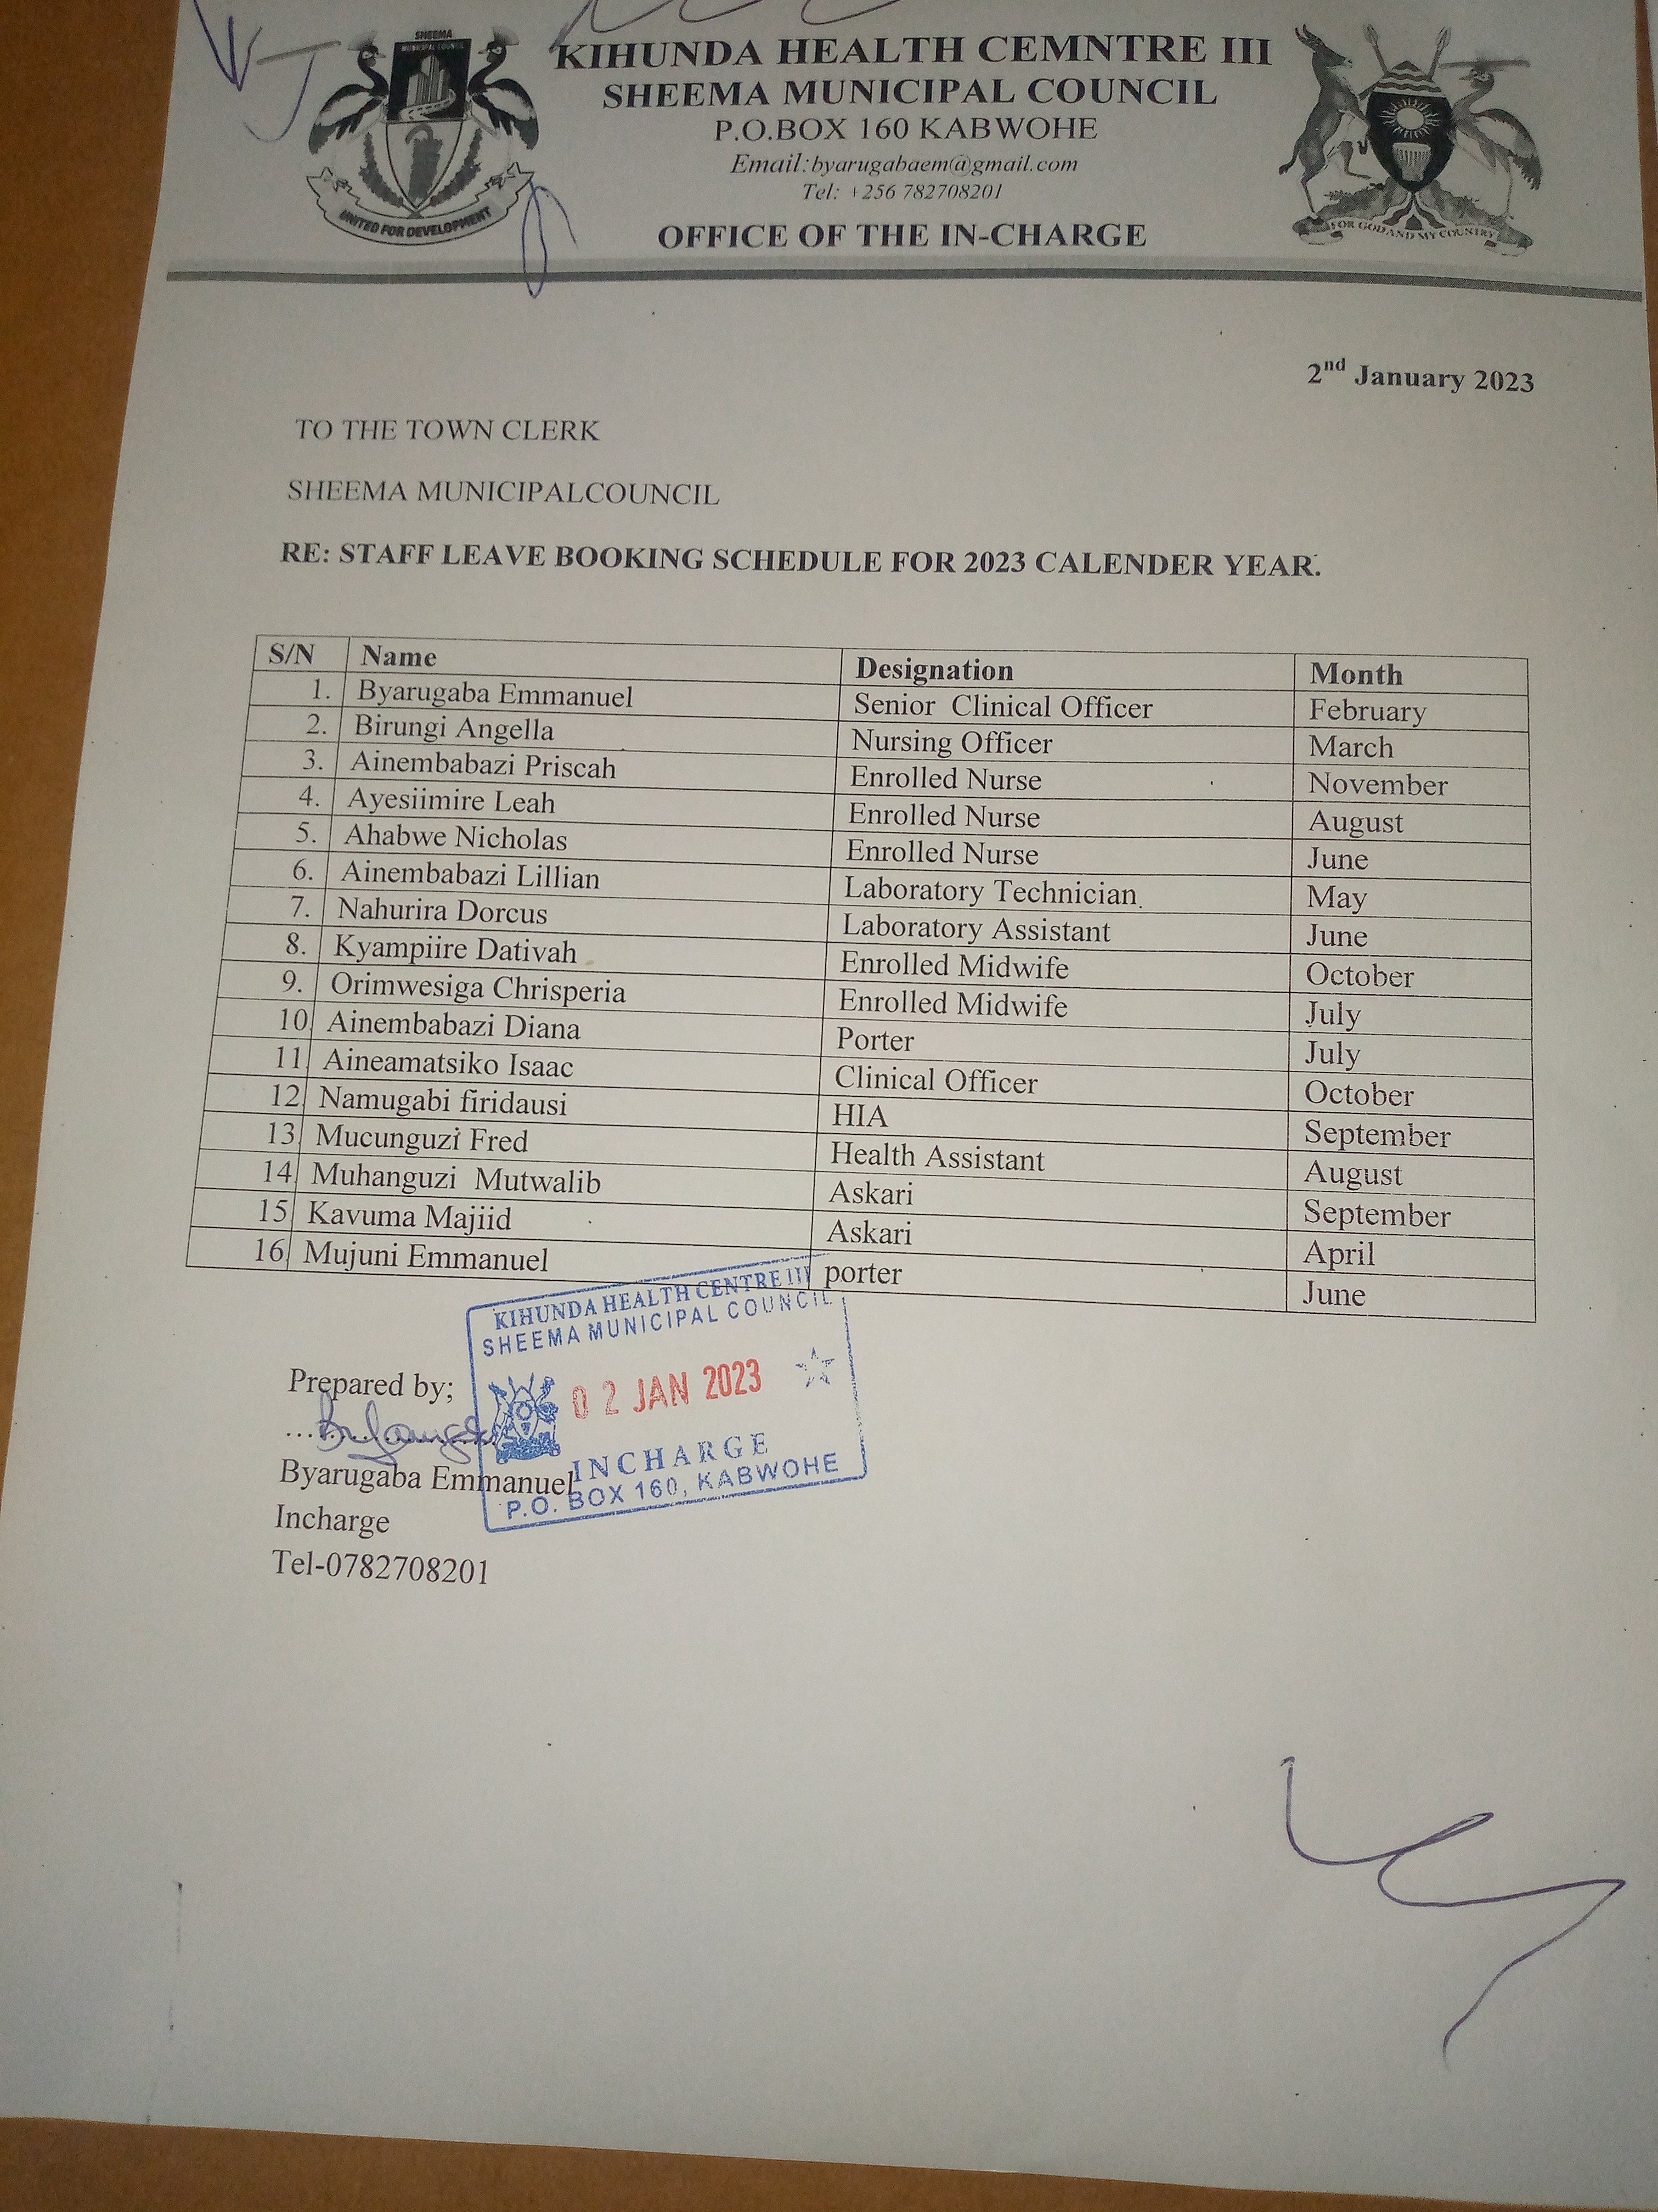 SHEEMA
MUNICIPAL COUNCIL
UNITED FOR DEVELOPMENT
KIHUNDA HEALTH CEMNTRE III
SHEEMA MUNICIPAL COUNCIL
P.O.BOX 160 KABWOHE
Email:byarugabaem@gmail.com
Tel: +256 782708201
OFFICE OF THE IN-CHARGE
FOR GOD AND MY COUNTRY
2nd January 2023
TO THE TOWN CLERK
SHEEMA MUNICIPALCOUNCIL
RE: STAFF LEAVE BOOKING SCHEDULE FOR 2023 CALENDER YEAR.
S/N Name Designation Month
1. Byarugaba Emmanuel Senior Clinical Officer February
2. Birungi Angella Nursing Officer March
3. Ainembabazi Priscah Enrolled Nurse November
4. Ayesiimire Leah Enrolled Nurse August
5. Ahabwe Nicholas Enrolled Nurse June
6. Ainembabazi Lillian Laboratory Technician May
7. Nahurira Dorcus Laboratory Assistant June
8. Kyampiire Dativah Enrolled Midwife October
9. Orimwesiga Chrisperia Enrolled Midwife July
10. Ainembabazi Diana Porter July
11. Aineamatsiko Isaac Clinical Officer October
12. Namugabi firidausi HIA September
13. Mucunguzi Fred Health Assistant August
14. Muhanguzi Mutwalib Askari September
15. Kavuma Majiid Askari April
16. Mujuni Emmanuel porter June
KIHUNDA HEALTH CENTRE III
SHEEMA MUNICIPAL COUNCIL
02 JAN 2023
INCHARGE
P.O. BOX 160, KABWOHE
Prepared by;
Byarugaba Emmanuel
Incharge
Tel-0782708201